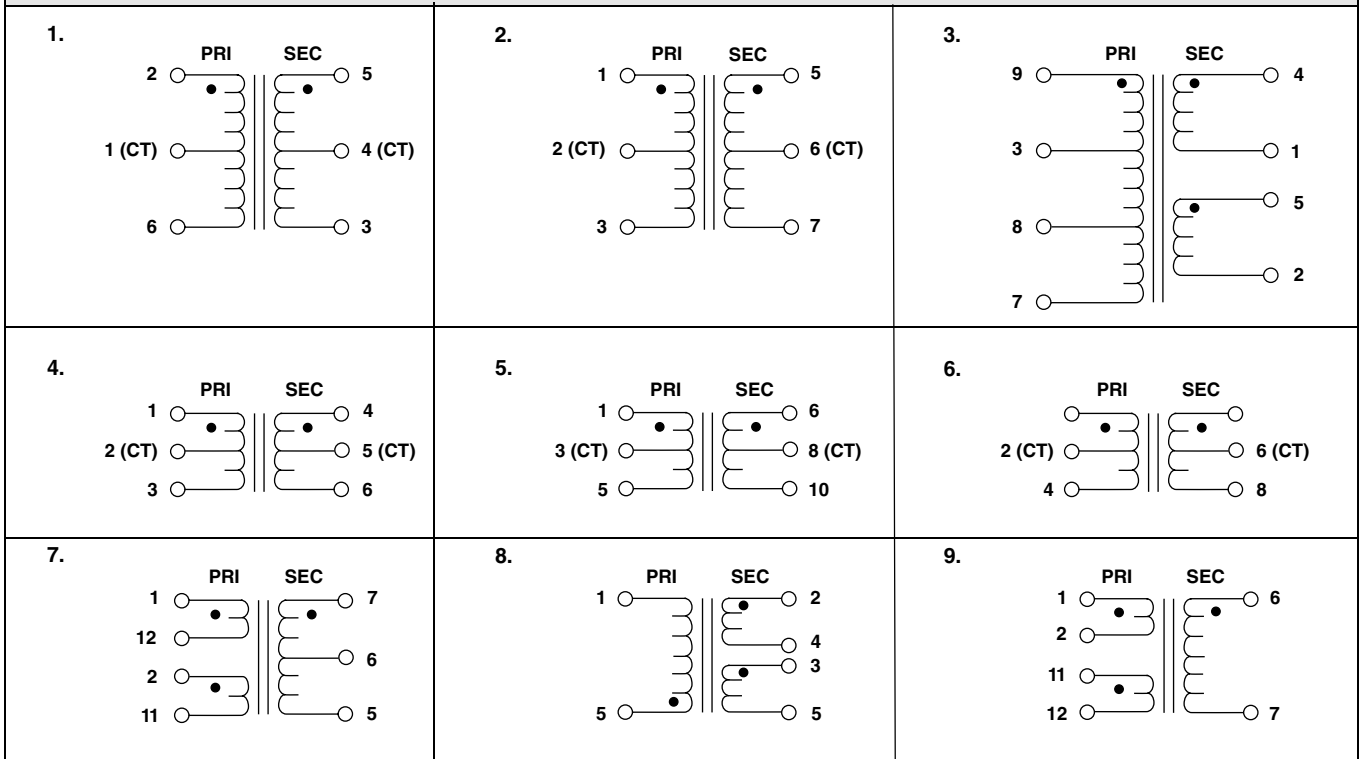 1.
PRI SEC
2 5
1 (CT) 4 (CT)
6 3
2.
PRI SEC
1 5
2 (CT) 6 (CT)
3 7
3.
PRI SEC
9 4
3 1
8 5
7 2
4.
PRI SEC
1 4
2 (CT) 5 (CT)
3 6
5.
PRI SEC
1 6
3 (CT) 8 (CT)
5 10
6.
PRI SEC
2 (CT) 6 (CT)
4 8
7.
PRI SEC
1 7
12
6
2
11 5
8.
PRI SEC
1 2
4
3
5 5
9.
PRI SEC
1 6
2
11
12 7